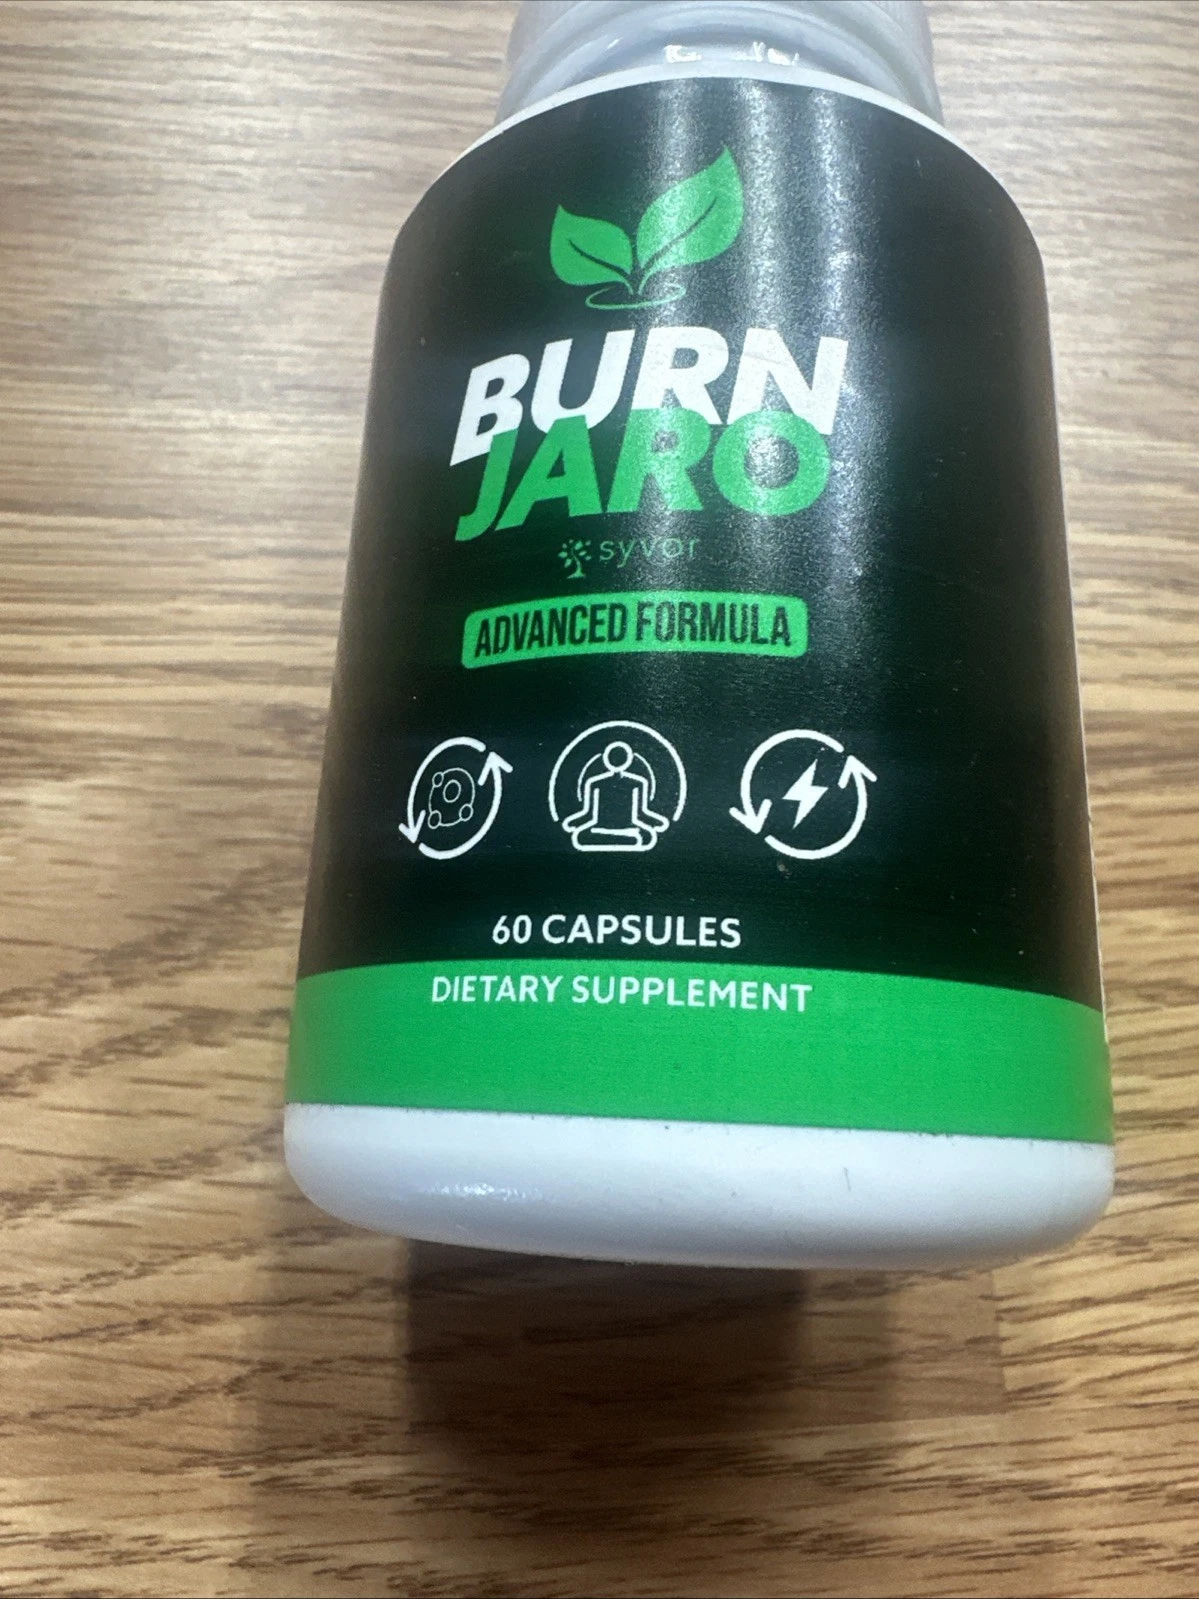 BURN
JARO
syvor
ADVANCED FORMULA
60 CAPSULES
DIETARY SUPPLEMENT